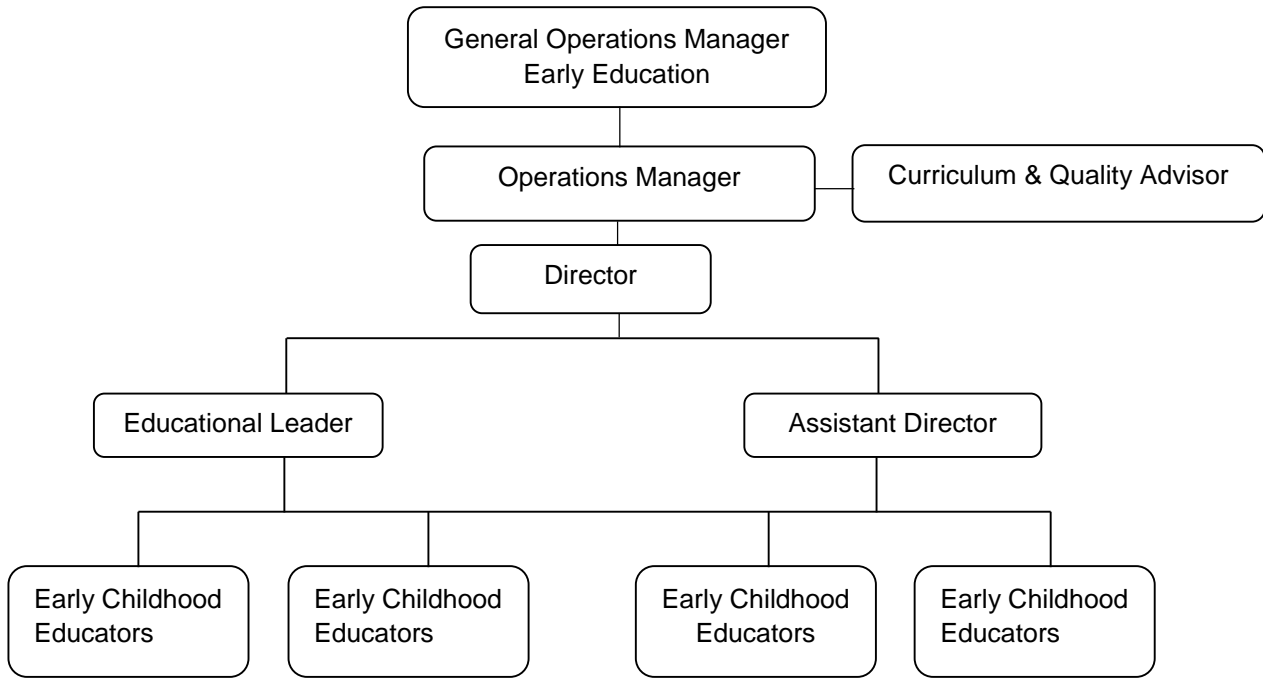 General Operations Manager
Early Education
Operations Manager
Curriculum & Quality Advisor
Director
Educational Leader
Assistant Director
Early Childhood
Educators
Early Childhood
Educators
Early Childhood
Educators
Early Childhood
Educators